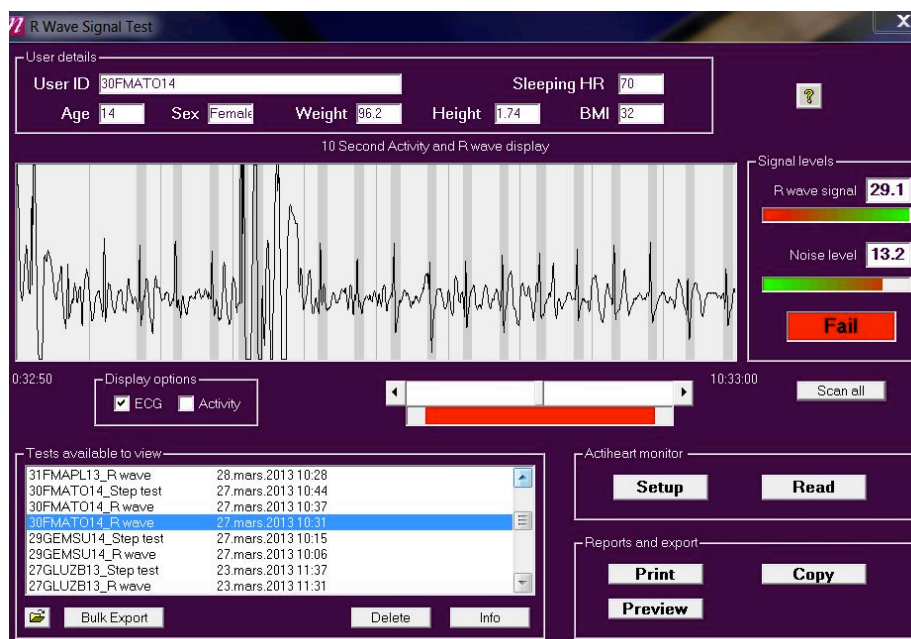 R Wave Signal Test
User details
User ID 30FMATO14 Sleeping HR 70
Age 14 Sex Female Weight 96.2 Height 1.74 BMI 32
10 Second Activity and R wave display
Signal levels
R wave signal 29.1
Noise level 13.2
Fail
0:32:50
10:33:00
Display options
ECG Activity
Scan all
Tests available to view
31FMAPL13_R wave 28.mars.2013 10:28
30FMATO14_Step test 27.mars.2013 10:44
30FMATO14_R wave 27.mars.2013 10:37
30FMATO14_R wave 27.mars.2013 10:31
29GEMSU14_Step test 27.mars.2013 10:15
29GEMSU14_R wave 27.mars.2013 10:06
27GLUZB13_Step test 23.mars.2013 11:37
27GLUZB13_R wave 23.mars.2013 11:31
Bulk Export Delete Info
Actiheart monitor
Setup Read
Reports and export
Print Copy
Preview